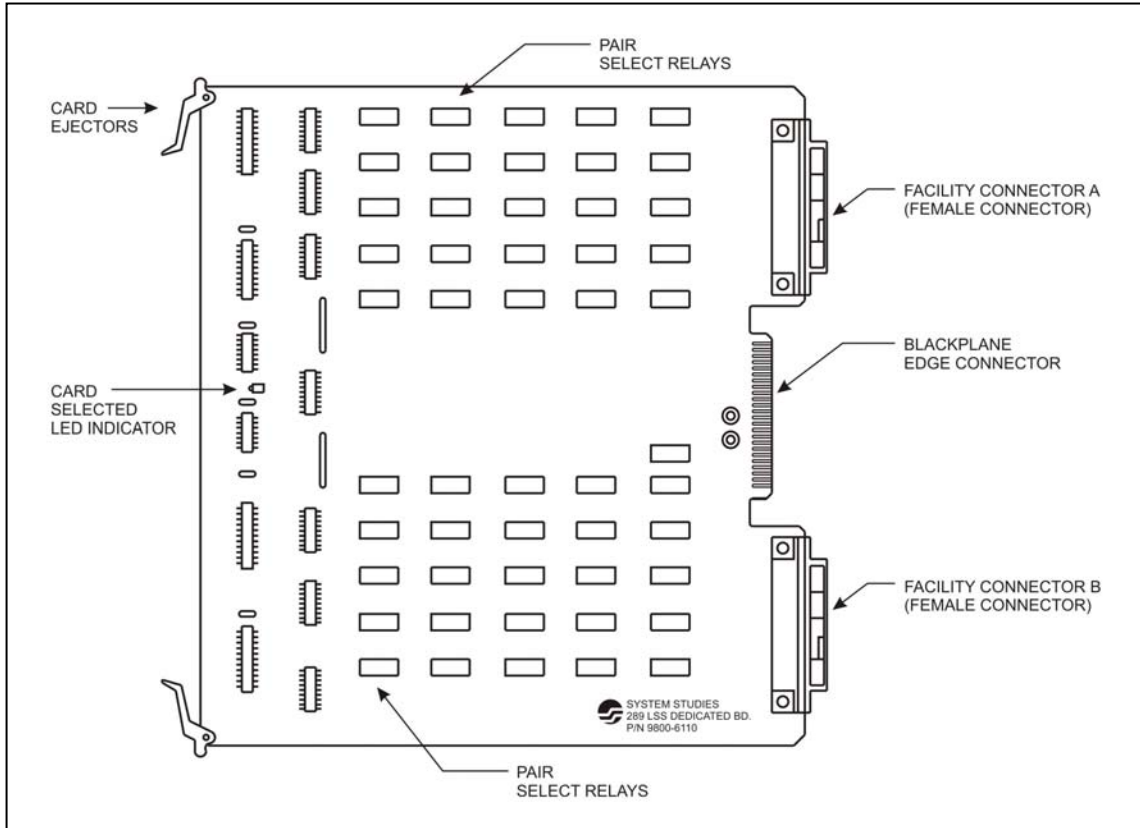 PAIR
SELECT RELAYS
CARD
EJECTORS
FACILITY CONNECTOR A
(FEMALE CONNECTOR)
BLACKPLANE
EDGE CONNECTOR
CARD
SELECTED
LED INDICATOR
FACILITY CONNECTOR B
(FEMALE CONNECTOR)
SYSTEM STUDIES
289 LSS DEDICATED BD.
P/N 9800-6110
PAIR
SELECT RELAYS